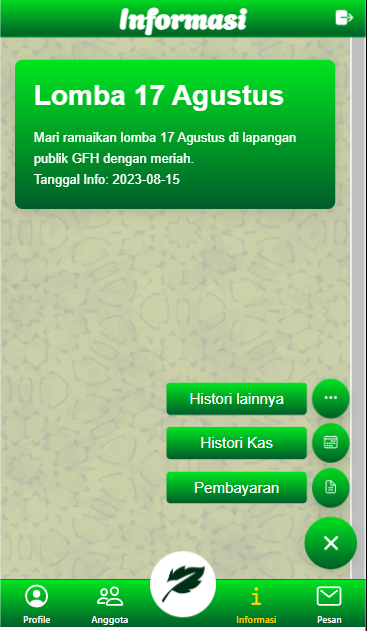 Informasi
Lomba 17 Agustus
Mari ramaikan lomba 17 Agustus di lapangan
publik GFH dengan meriah.
Tanggal Info: 2023-08-15
Histori lainnya
Histori Kas
Pembayaran
Profile
Anggota
Informasi
Pesan